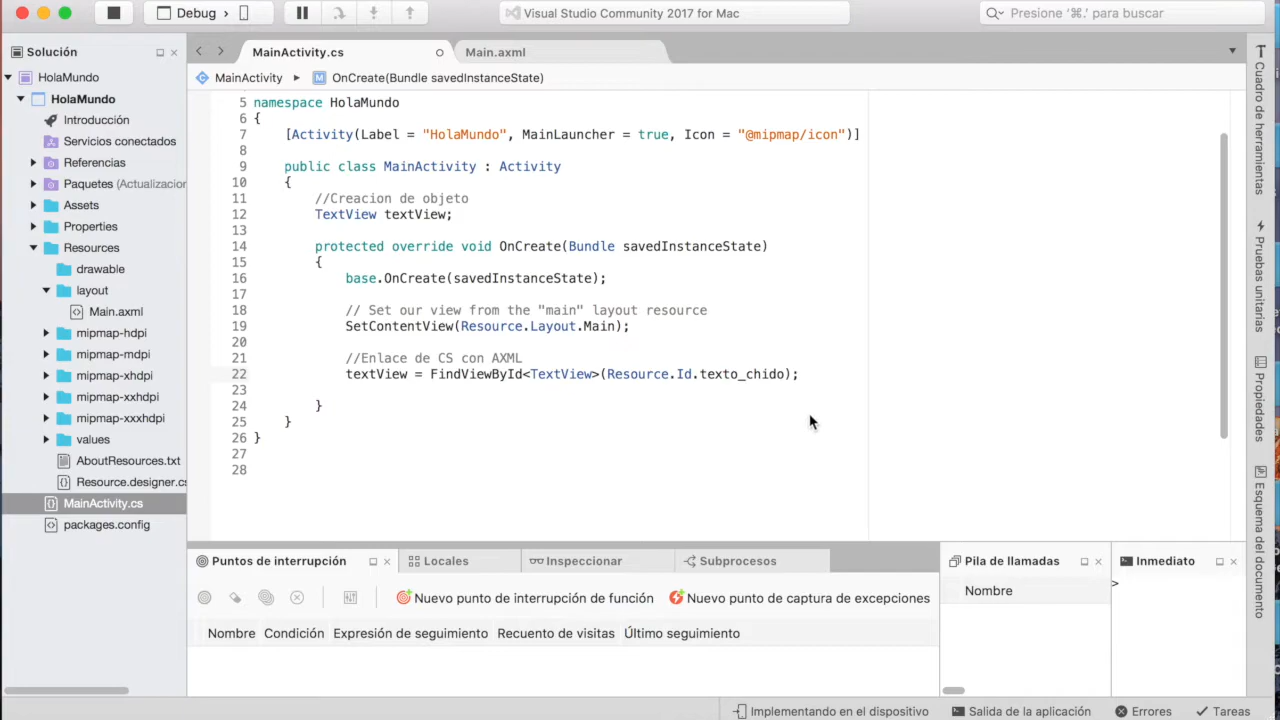 Debug
Visual Studio Community 2017 for Mac
Presione ‘⌘.’ para buscar
Solución
HolaMundo
HolaMundo
Introducción
Servicios conectados
Referencias
Paquetes (Actualizacion
Assets
Properties
Resources
drawable
layout
Main.axml
mipmap-hdpi
mipmap-mdpi
mipmap-xhdpi
mipmap-xxhdpi
mipmap-xxxhdpi
values
AboutResources.txt
Resource.designer.cs
MainActivity.cs
packages.config
MainActivity.cs
Main.axml
MainActivity
M OnCreate(Bundle savedInstanceState)
5 namespace HolaMundo
6 {
7 [Activity(Label = "HolaMundo", MainLauncher = true, Icon = "@mipmap/icon")]
8
9 public class MainActivity : Activity
10 {
11 //Creacion de objeto
12 TextView textView;
13
14 protected override void OnCreate(Bundle savedInstanceState)
15 {
16 base.OnCreate(savedInstanceState);
17
18 // Set our view from the "main" layout resource
19 SetContentView(Resource.Layout.Main);
20
21 //Enlace de CS con AXML
22 textView = FindViewById<TextView>(Resource.Id.texto_chido);
23
24 }
25 }
26 }
27
28
Cuadro de herramientas
Pruebas unitarias
Propiedades
Esquema del documento
Puntos de interrupción
Locales
Inspeccionar
Subprocesos
Nuevo punto de interrupción de función
Nuevo punto de captura de excepciones
Nombre Condición Expresión de seguimiento Recuento de visitas Último seguimiento
Pila de llamadas
Nombre
Inmediato
>
Implementando en el dispositivo
Salida de la aplicación
Errores
Tareas